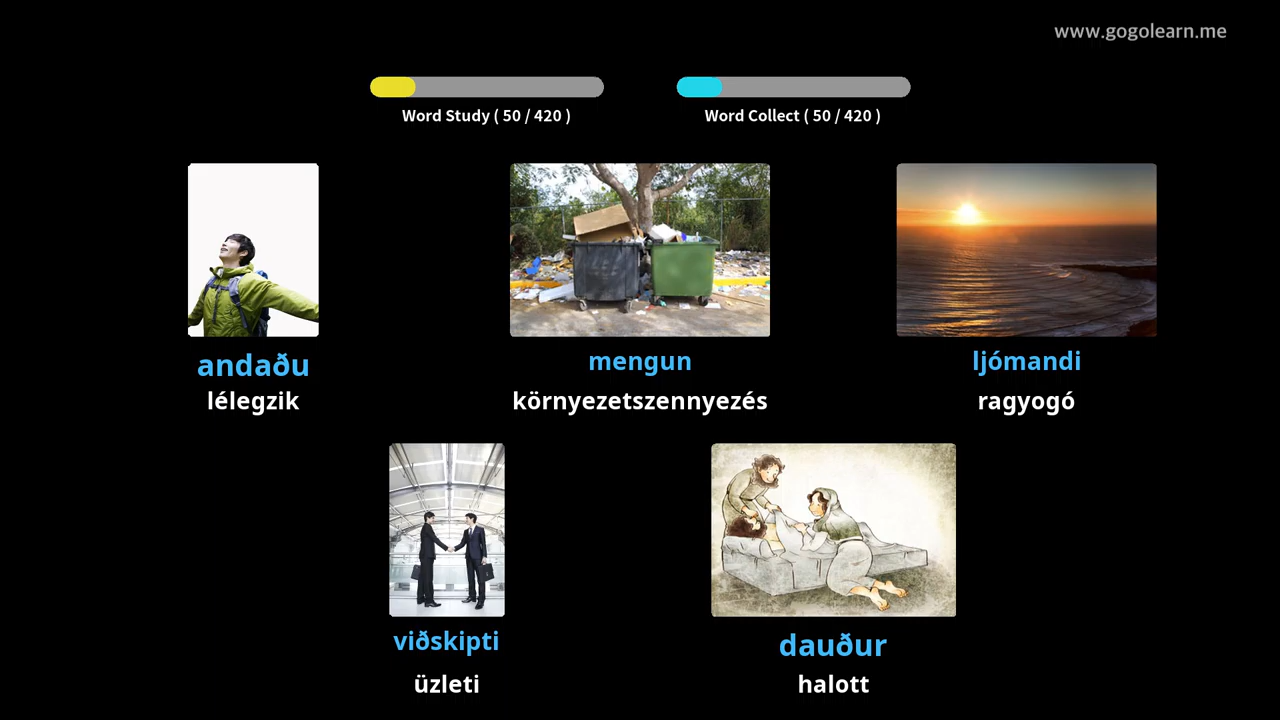 www.gogolearn.me
Word Study ( 50 / 420 )
Word Collect ( 50 / 420 )
andaðu
lélegzik
mengun
környezetszennyezés
ljómandi
ragyogó
viðskipti
üzleti
dauður
halott